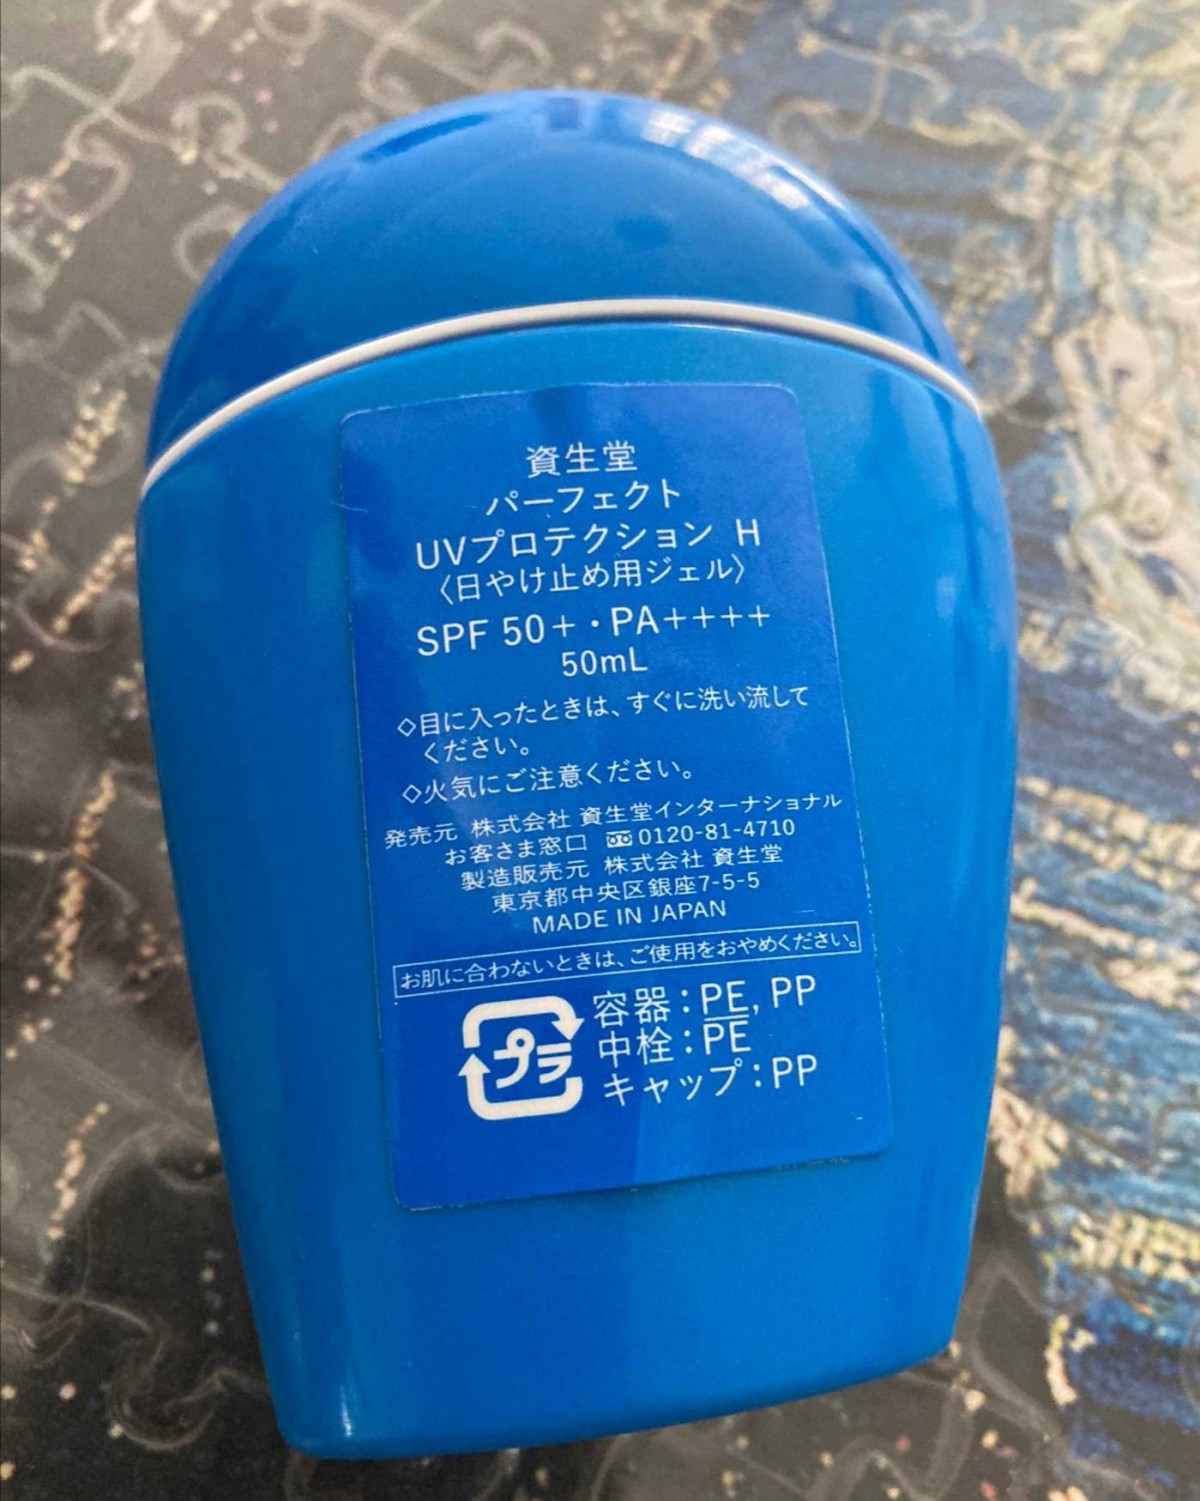 資生堂
パーフェクト
UVプロテクション H
〈日やけ止め用ジェル〉
SPF 50+・PA++++
50mL
◇目に入ったときは、すぐに洗い流して
ください。
◇火気にご注意ください。
発売元 株式会社 資生堂インターナショナル
お客さま窓口 0120-81-4710
製造販売元 株式会社 資生堂
東京都中央区銀座7-5-5
MADE IN JAPAN
お肌に合わないときは、ご使用をおやめください。
プラ
容器：PE, PP
中栓：PE
キャップ：PP